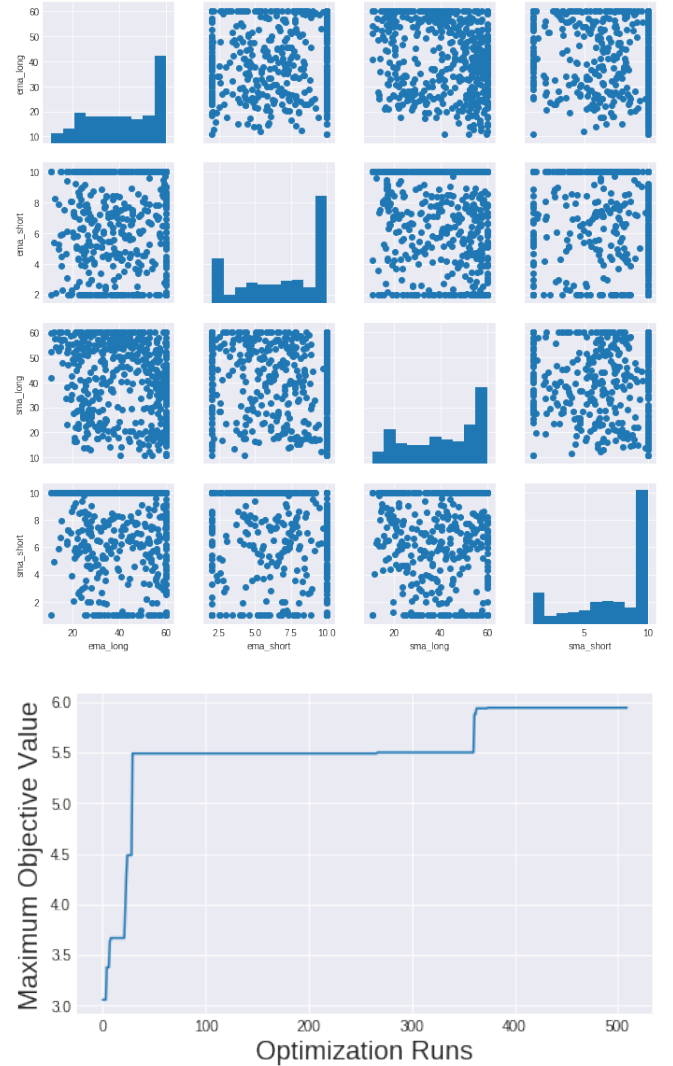 60
50
40
30
20
10
ema_long
10
8
6
4
2
ema_short
60
50
40
30
20
10
sma_long
10
8
6
4
2
sma_short
20 40 60
ema_long
2.5 5.0 7.5 10.0
ema_short
20 40 60
sma_long
5 10
sma_short
6.0
5.5
5.0
4.5
4.0
3.5
3.0
Maximum Objective Value
0 100 200 300 400 500
Optimization Runs